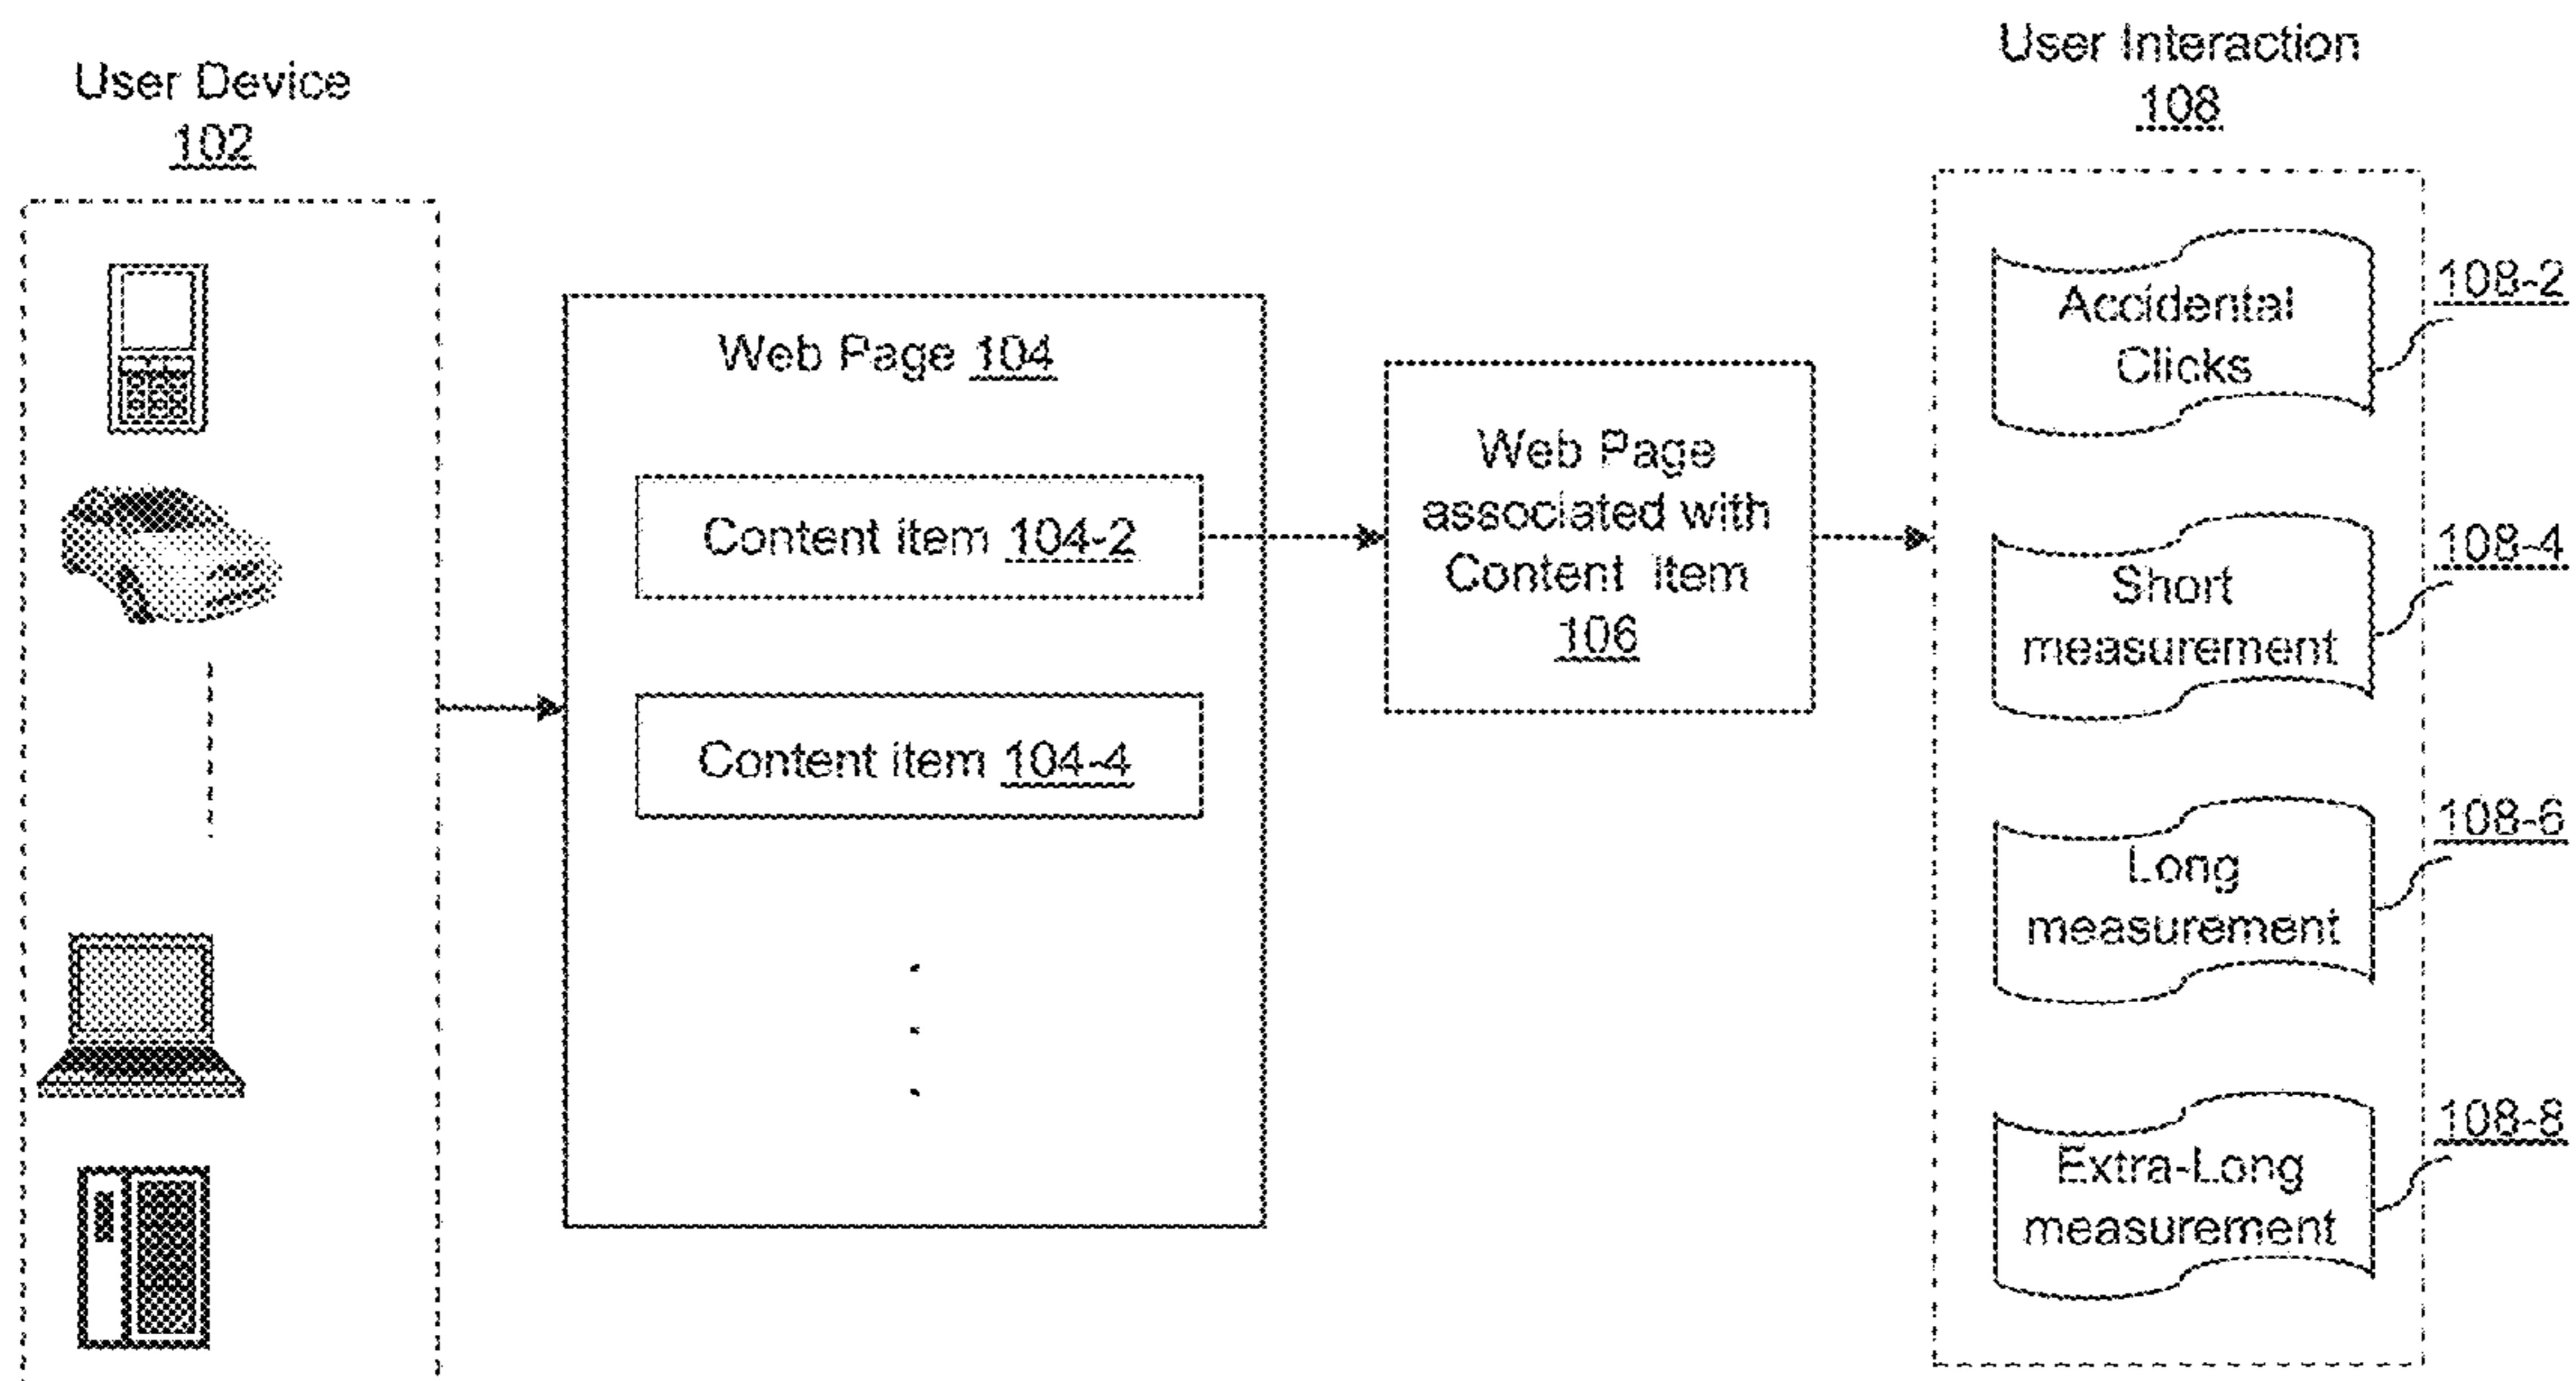 User Device
102
Web Page 104
Content item 104-2
Content item 104-4
Web Page
associated with
Content item
106
User Interaction
108
Accidental
Clicks
108-2
Short
measurement
108-4
Long
measurement
108-6
Extra-Long
measurement
108-8